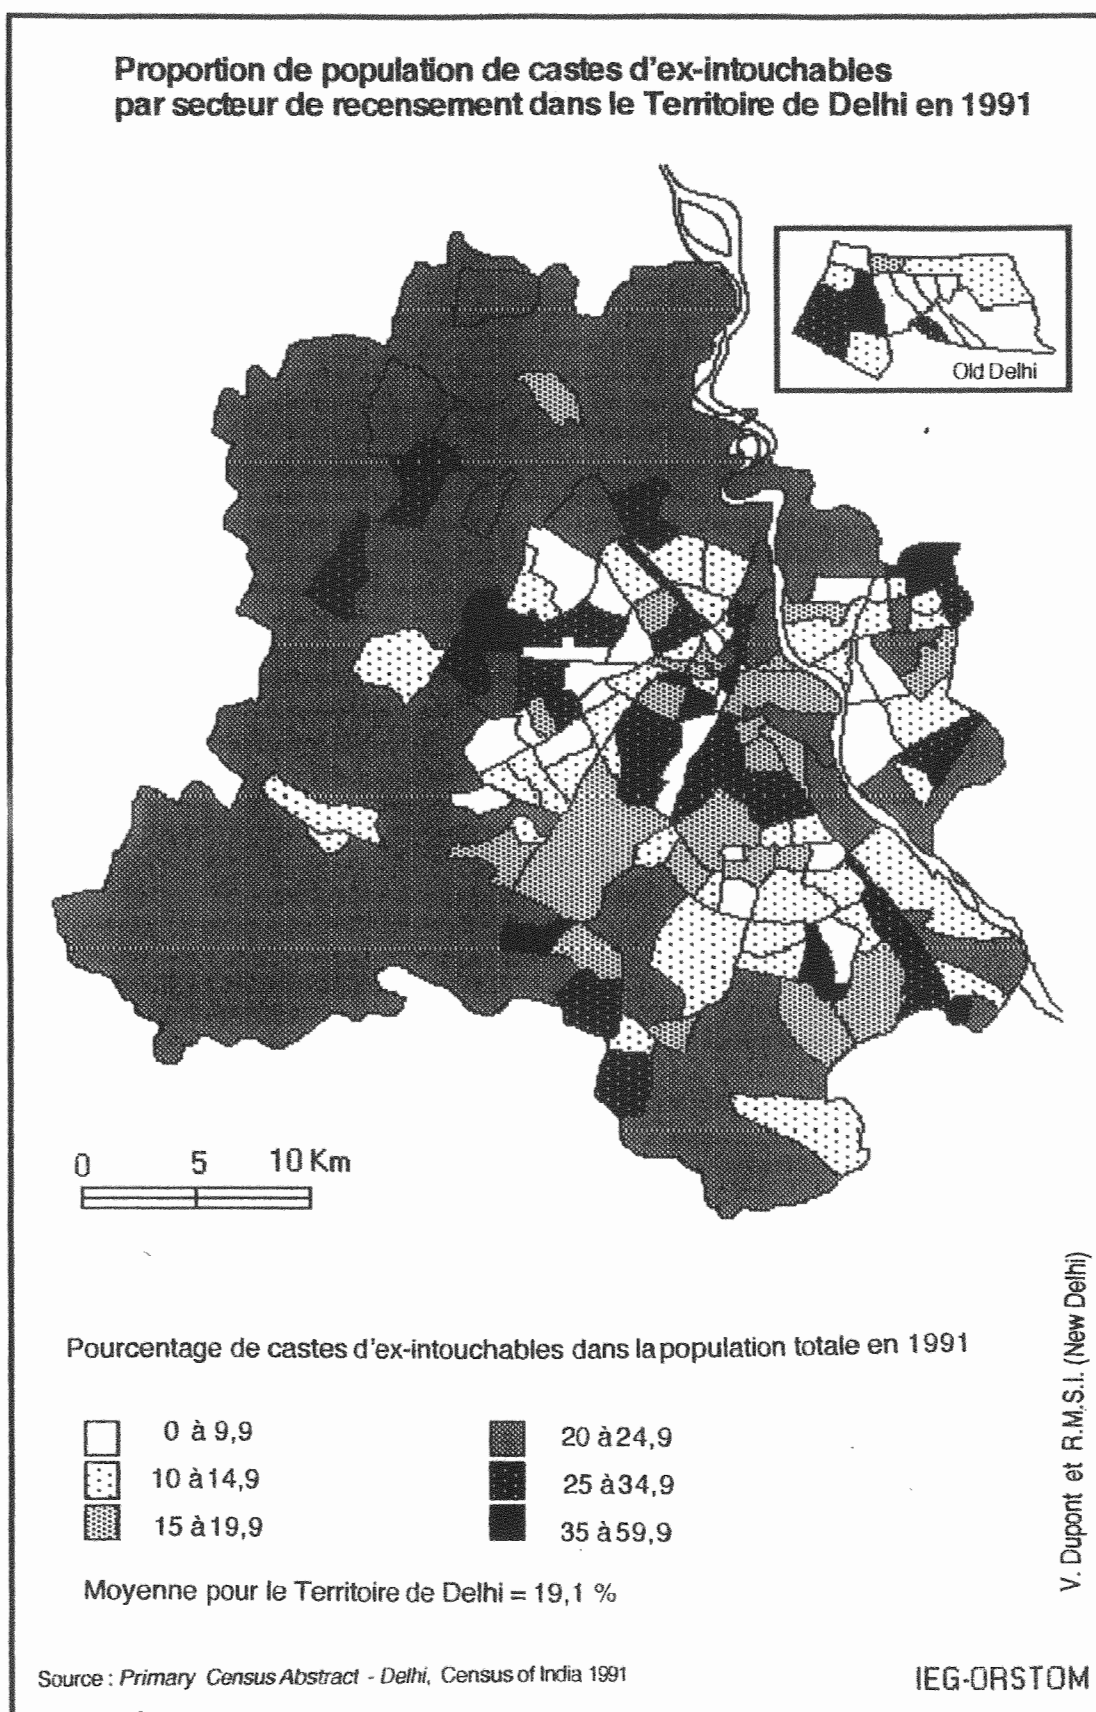 Proportion de population de castes d'ex-intouchables
par secteur de recensement dans le Territoire de Delhi en 1991
Old Delhi
0 5 10 Km
Pourcentage de castes d'ex-intouchables dans la population totale en 1991
0 à 9,9
10 à 14,9
15 à 19,9
20 à 24,9
25 à 34,9
35 à 59,9
Moyenne pour le Territoire de Delhi = 19,1 %
Source : Primary Census Abstract - Delhi, Census of India 1991
IEG-ORSTOM
V. Dupont et R.M.S.I. (New Delhi)